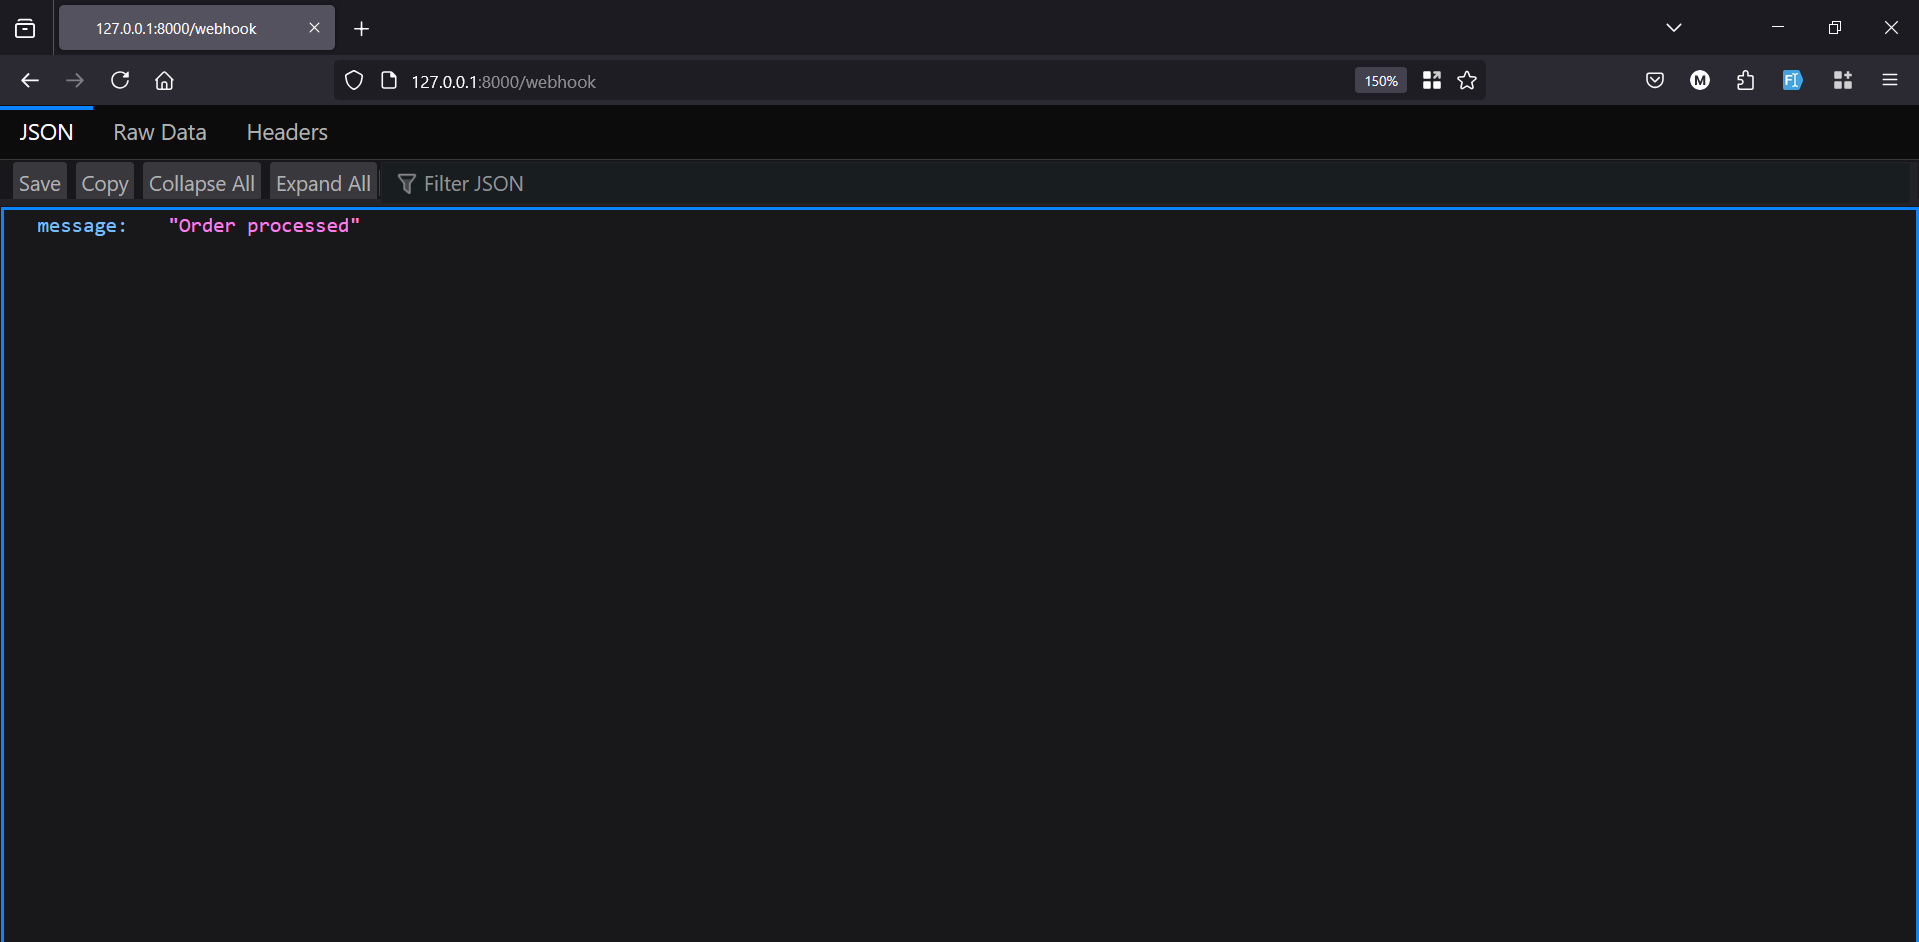 127.0.0.1:8000/webhook
127.0.0.1:8000/webhook 150% M FI
JSON Raw Data Headers
Save Copy Collapse All Expand All Filter JSON
message: "Order processed"